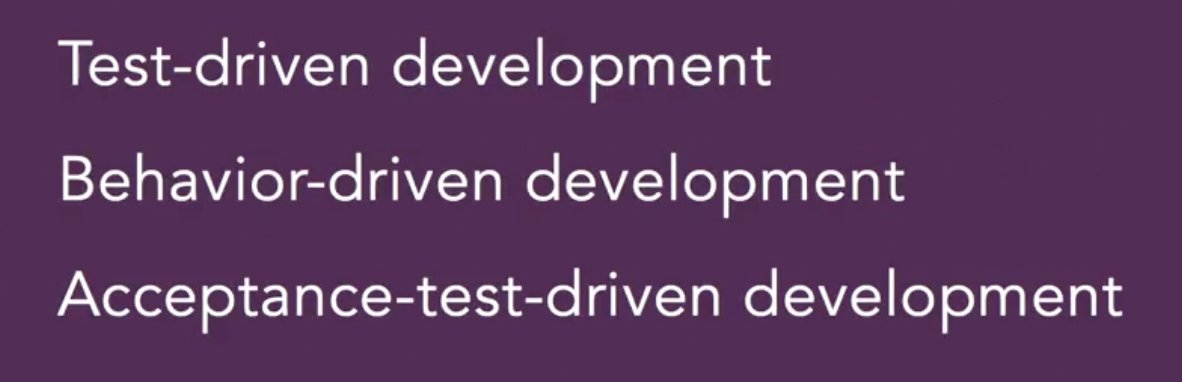 Test-driven development
Behavior-driven development
Acceptance-test-driven development